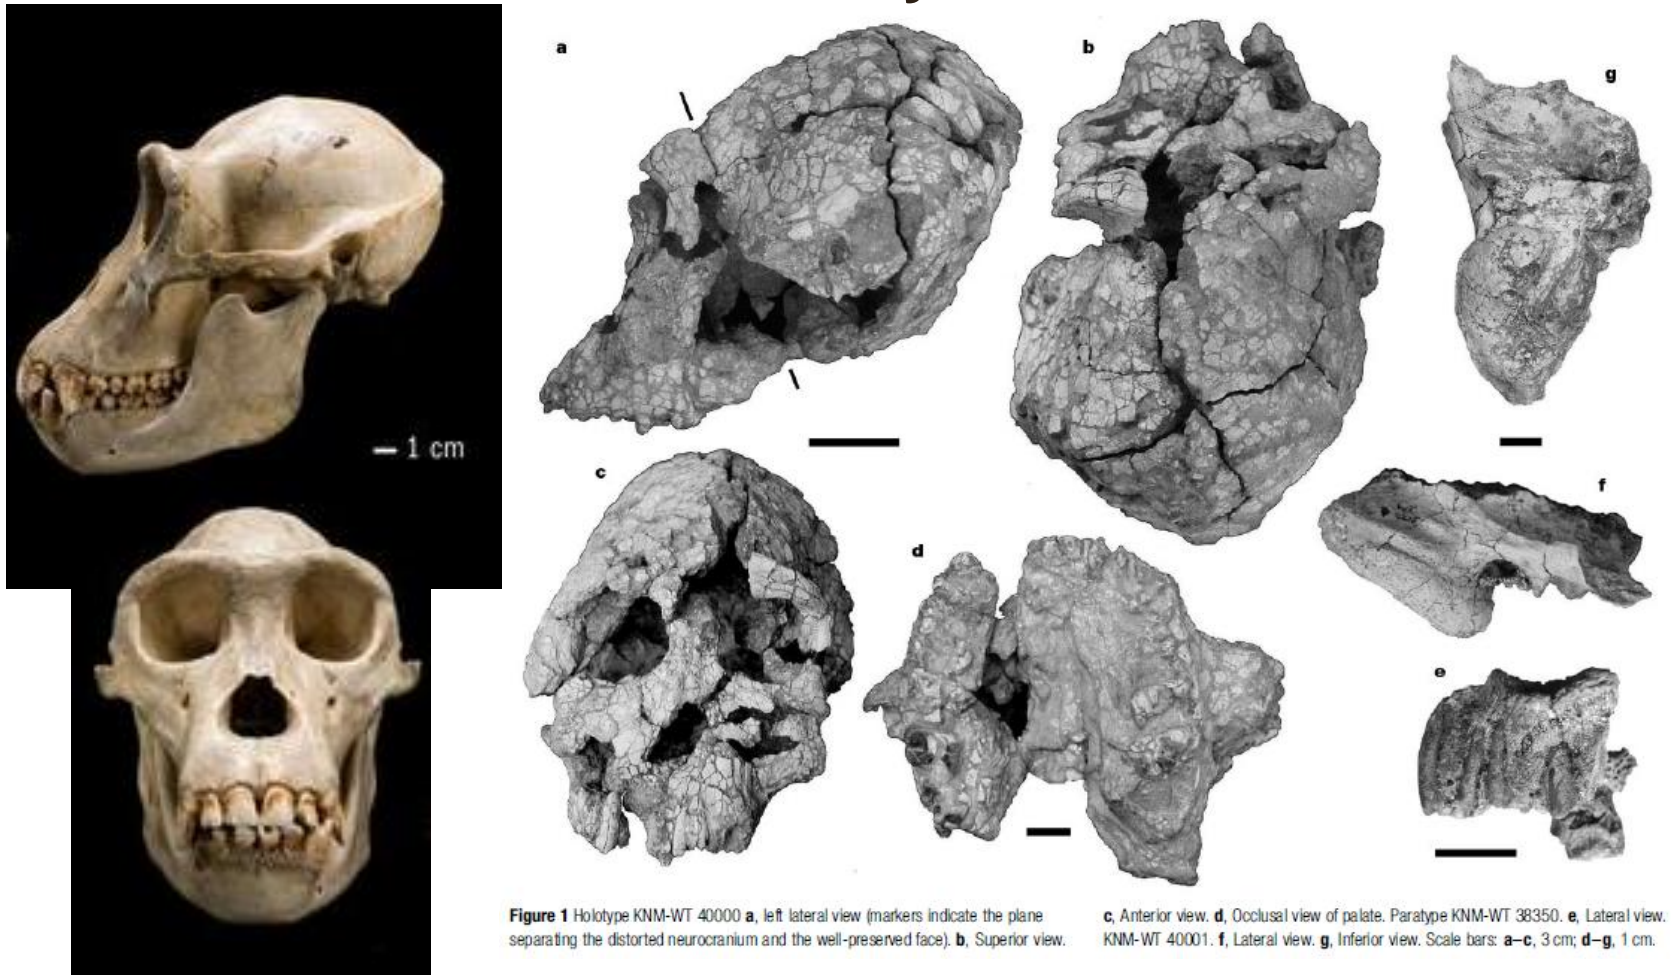 1 cm
a
b
g
c
d
f
e
Figure 1 Holotype KNM-WT 40000 a, left lateral view (markers indicate the plane
separating the distorted neurocranium and the well-preserved face). b, Superior view.
c, Anterior view. d, Occlusal view of palate. Paratype KNM-WT 38350. e, Lateral view.
KNM-WT 40001. f, Lateral view. g, Inferior view. Scale bars: a–c, 3 cm; d–g, 1 cm.